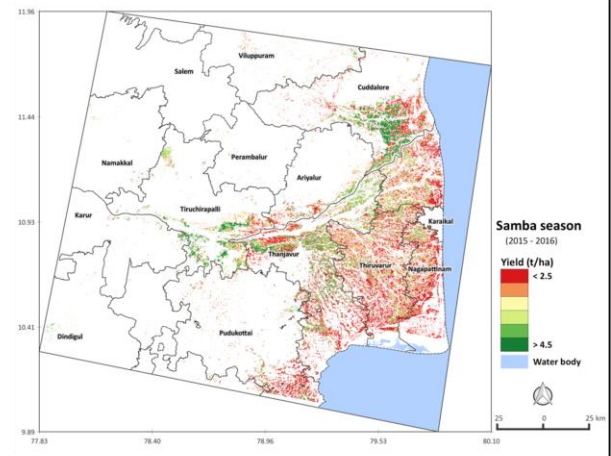 11.96
11.44
10.93
10.41
9.89
77.83
78.40
78.96
79.53
80.10
Viluppuram
Salem
Cuddalore
Namakkal
Perambalur
Ariyalur
Tiruchirapalli
Karur
Karaikal
Thanjavur
Thiruvarur
Nagapattinam
Pudukottai
Dindigul
Samba season
(2015 - 2016)
Yield (t/ha)
< 2.5
> 4.5
Water body
25 0 25 km